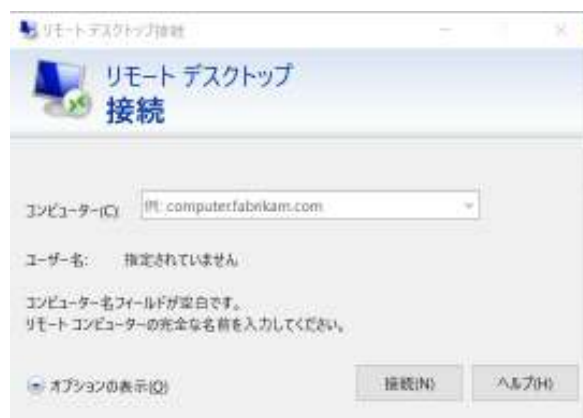 リモート デスクトップ接続
リモート デスクトップ
接続
コンピューター(C):
例: computer.fabrikam.com
ユーザー名:
指定されていません
コンピューター名フィールドが空白です。
リモート コンピューターの完全な名前を入力してください。
オプションの表示(O)
接続(N)
ヘルプ(H)